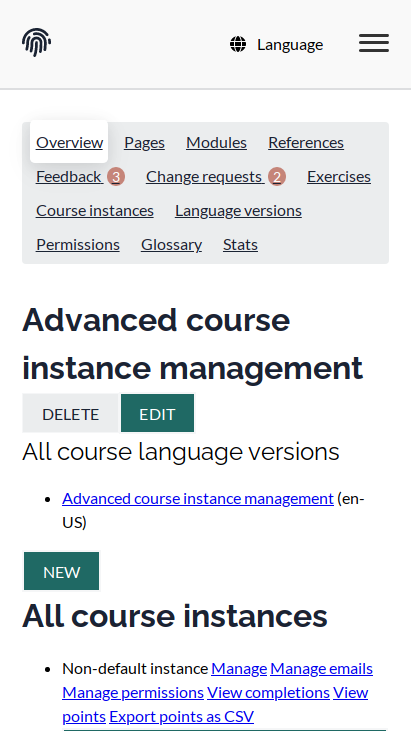 Language
Overview Pages Modules References
Feedback 3 Change requests 2 Exercises
Course instances Language versions
Permissions Glossary Stats
Advanced course
instance management
DELETE EDIT
All course language versions
Advanced course instance management (en-
US)
NEW
All course instances
Non-default instance Manage Manage emails
Manage permissions View completions View
points Export points as CSV